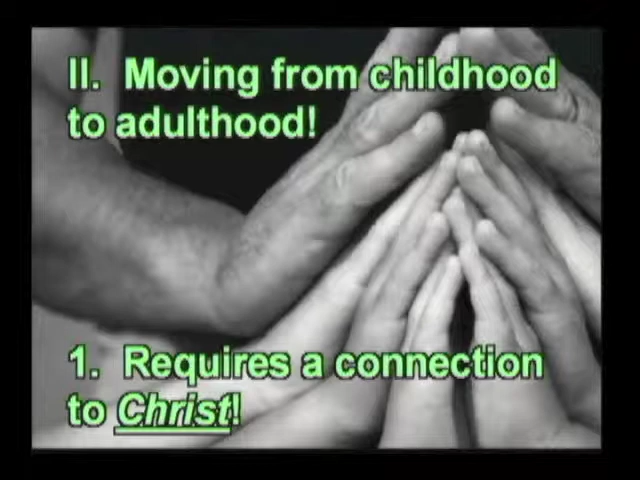 II. Moving from childhood
to adulthood!
1. Requires a connection
to Christ!